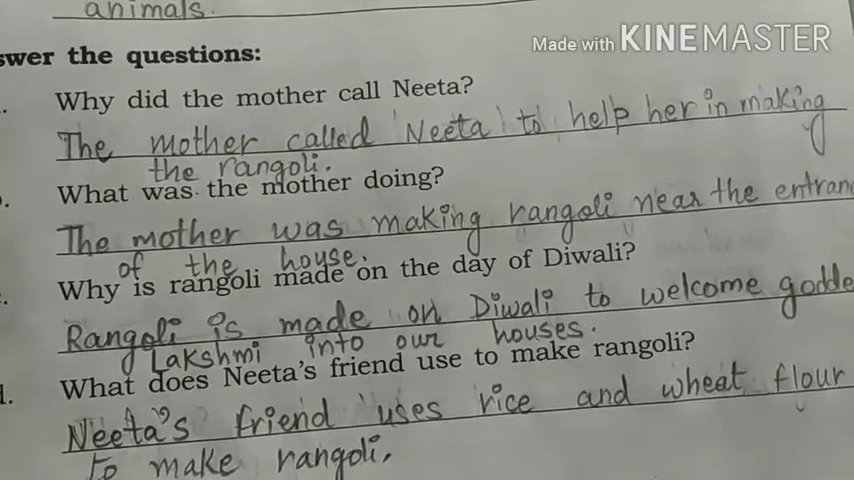 animals.
Made with KINEMASTER
swer the questions:
Why did the mother call Neeta?
The mother called 'Neeta' to help her in making
the rangoli.
What was the mother doing?
The mother was making rangoli near the entran
of the house.
Why is rangoli made on the day of Diwali?
Rangoli is made on Diwali to welcome godde
Lakshmi into our houses.
d. What does Neeta's friend use to make rangoli?
Neeta's friend uses rice and wheat flour
to make rangoli.